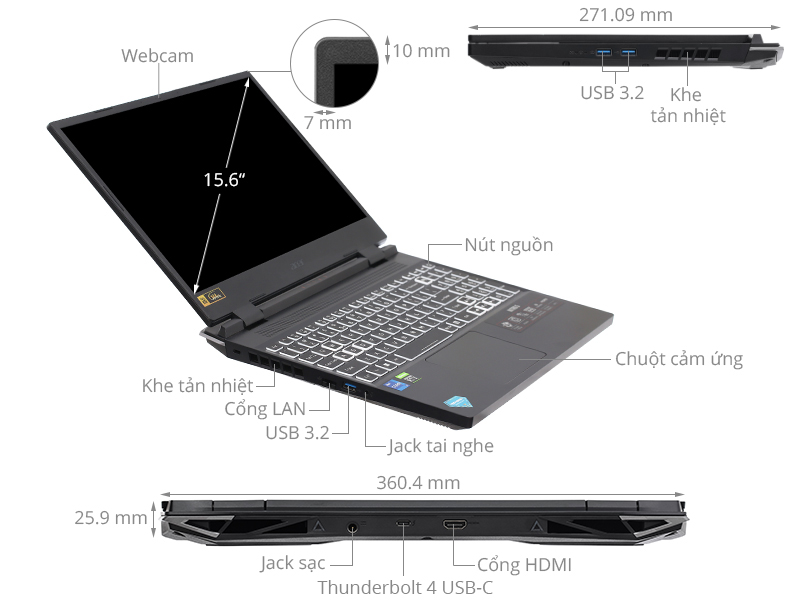 271.09 mm
Webcam
10 mm
7 mm
USB 3.2
Khe
tản nhiệt
15.6“
Nút nguồn
Chuột cảm ứng
Khe tản nhiệt
Cổng LAN
USB 3.2
Jack tai nghe
360.4 mm
25.9 mm
Jack sạc
Cổng HDMI
Thunderbolt 4 USB-C